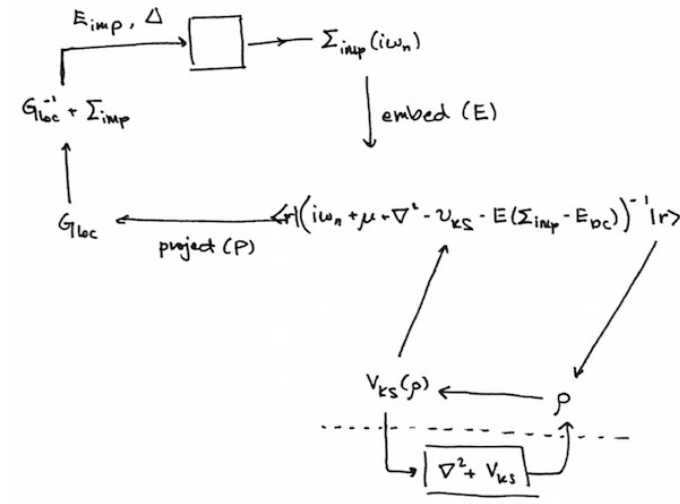 E_imp, Δ
Σ_imp(iω_n)
G_loc^-1 + Σ_imp
embed (E)
G_loc
<r|(iω_n + μ + ∇² - v_KS - E(Σ_imp - E_DC))^-1|r>
project (P)
V_KS(ρ)
ρ
∇² + V_KS